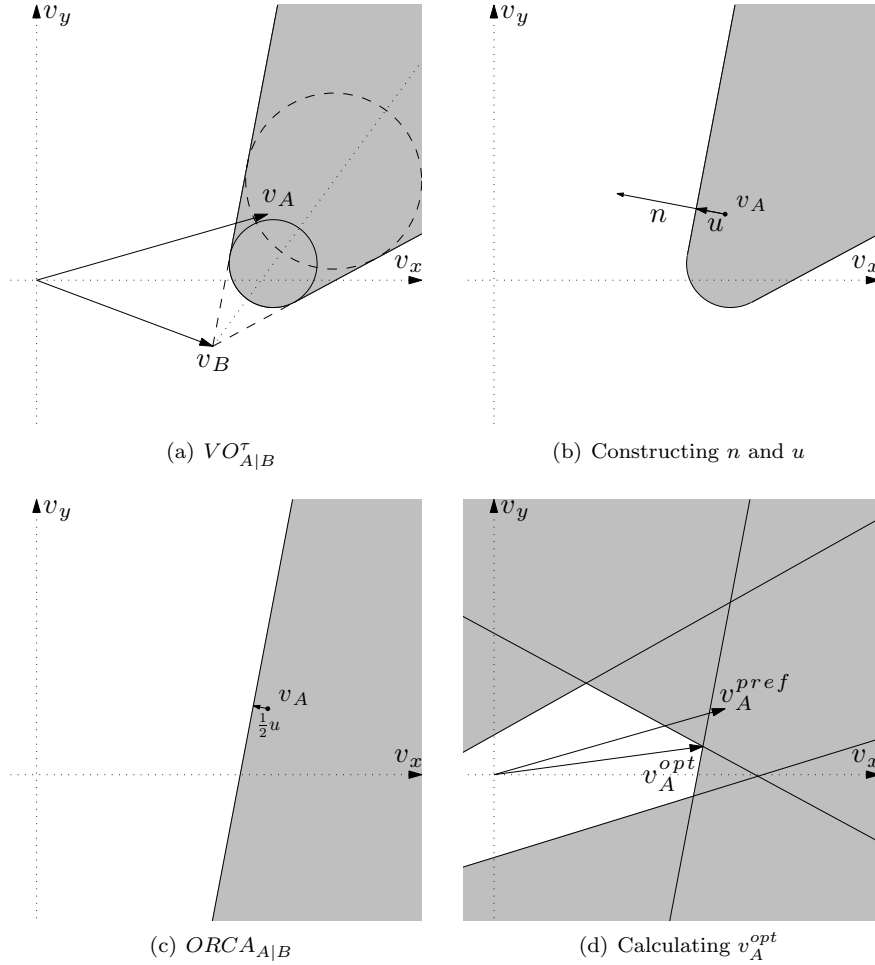 v_y
v_A
v_x
v_B
(a) VO^τ_{A|B}
v_y
v_A
n
u
v_x
(b) Constructing n and u
v_y
v_A
½u
v_x
(c) ORCA_{A|B}
v_y
v_A^{pref}
v_x
v_A^{opt}
(d) Calculating v_A^{opt}